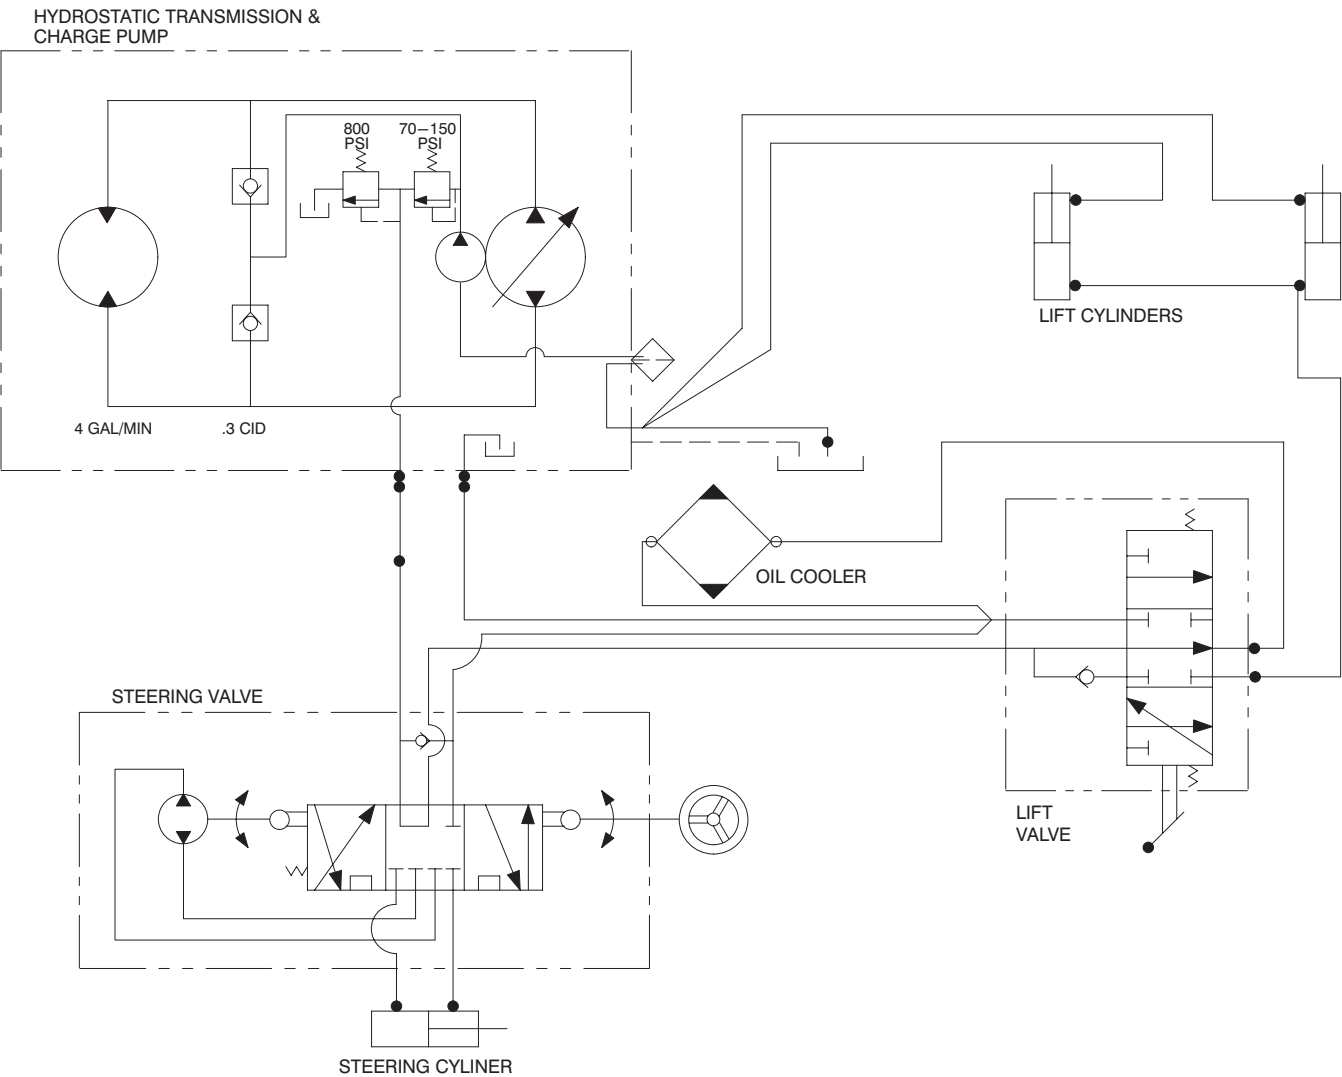 HYDROSTATIC TRANSMISSION &
CHARGE PUMP
800
PSI
70–150
PSI
4 GAL/MIN
.3 CID
LIFT CYLINDERS
OIL COOLER
STEERING VALVE
LIFT
VALVE
STEERING CYLINER